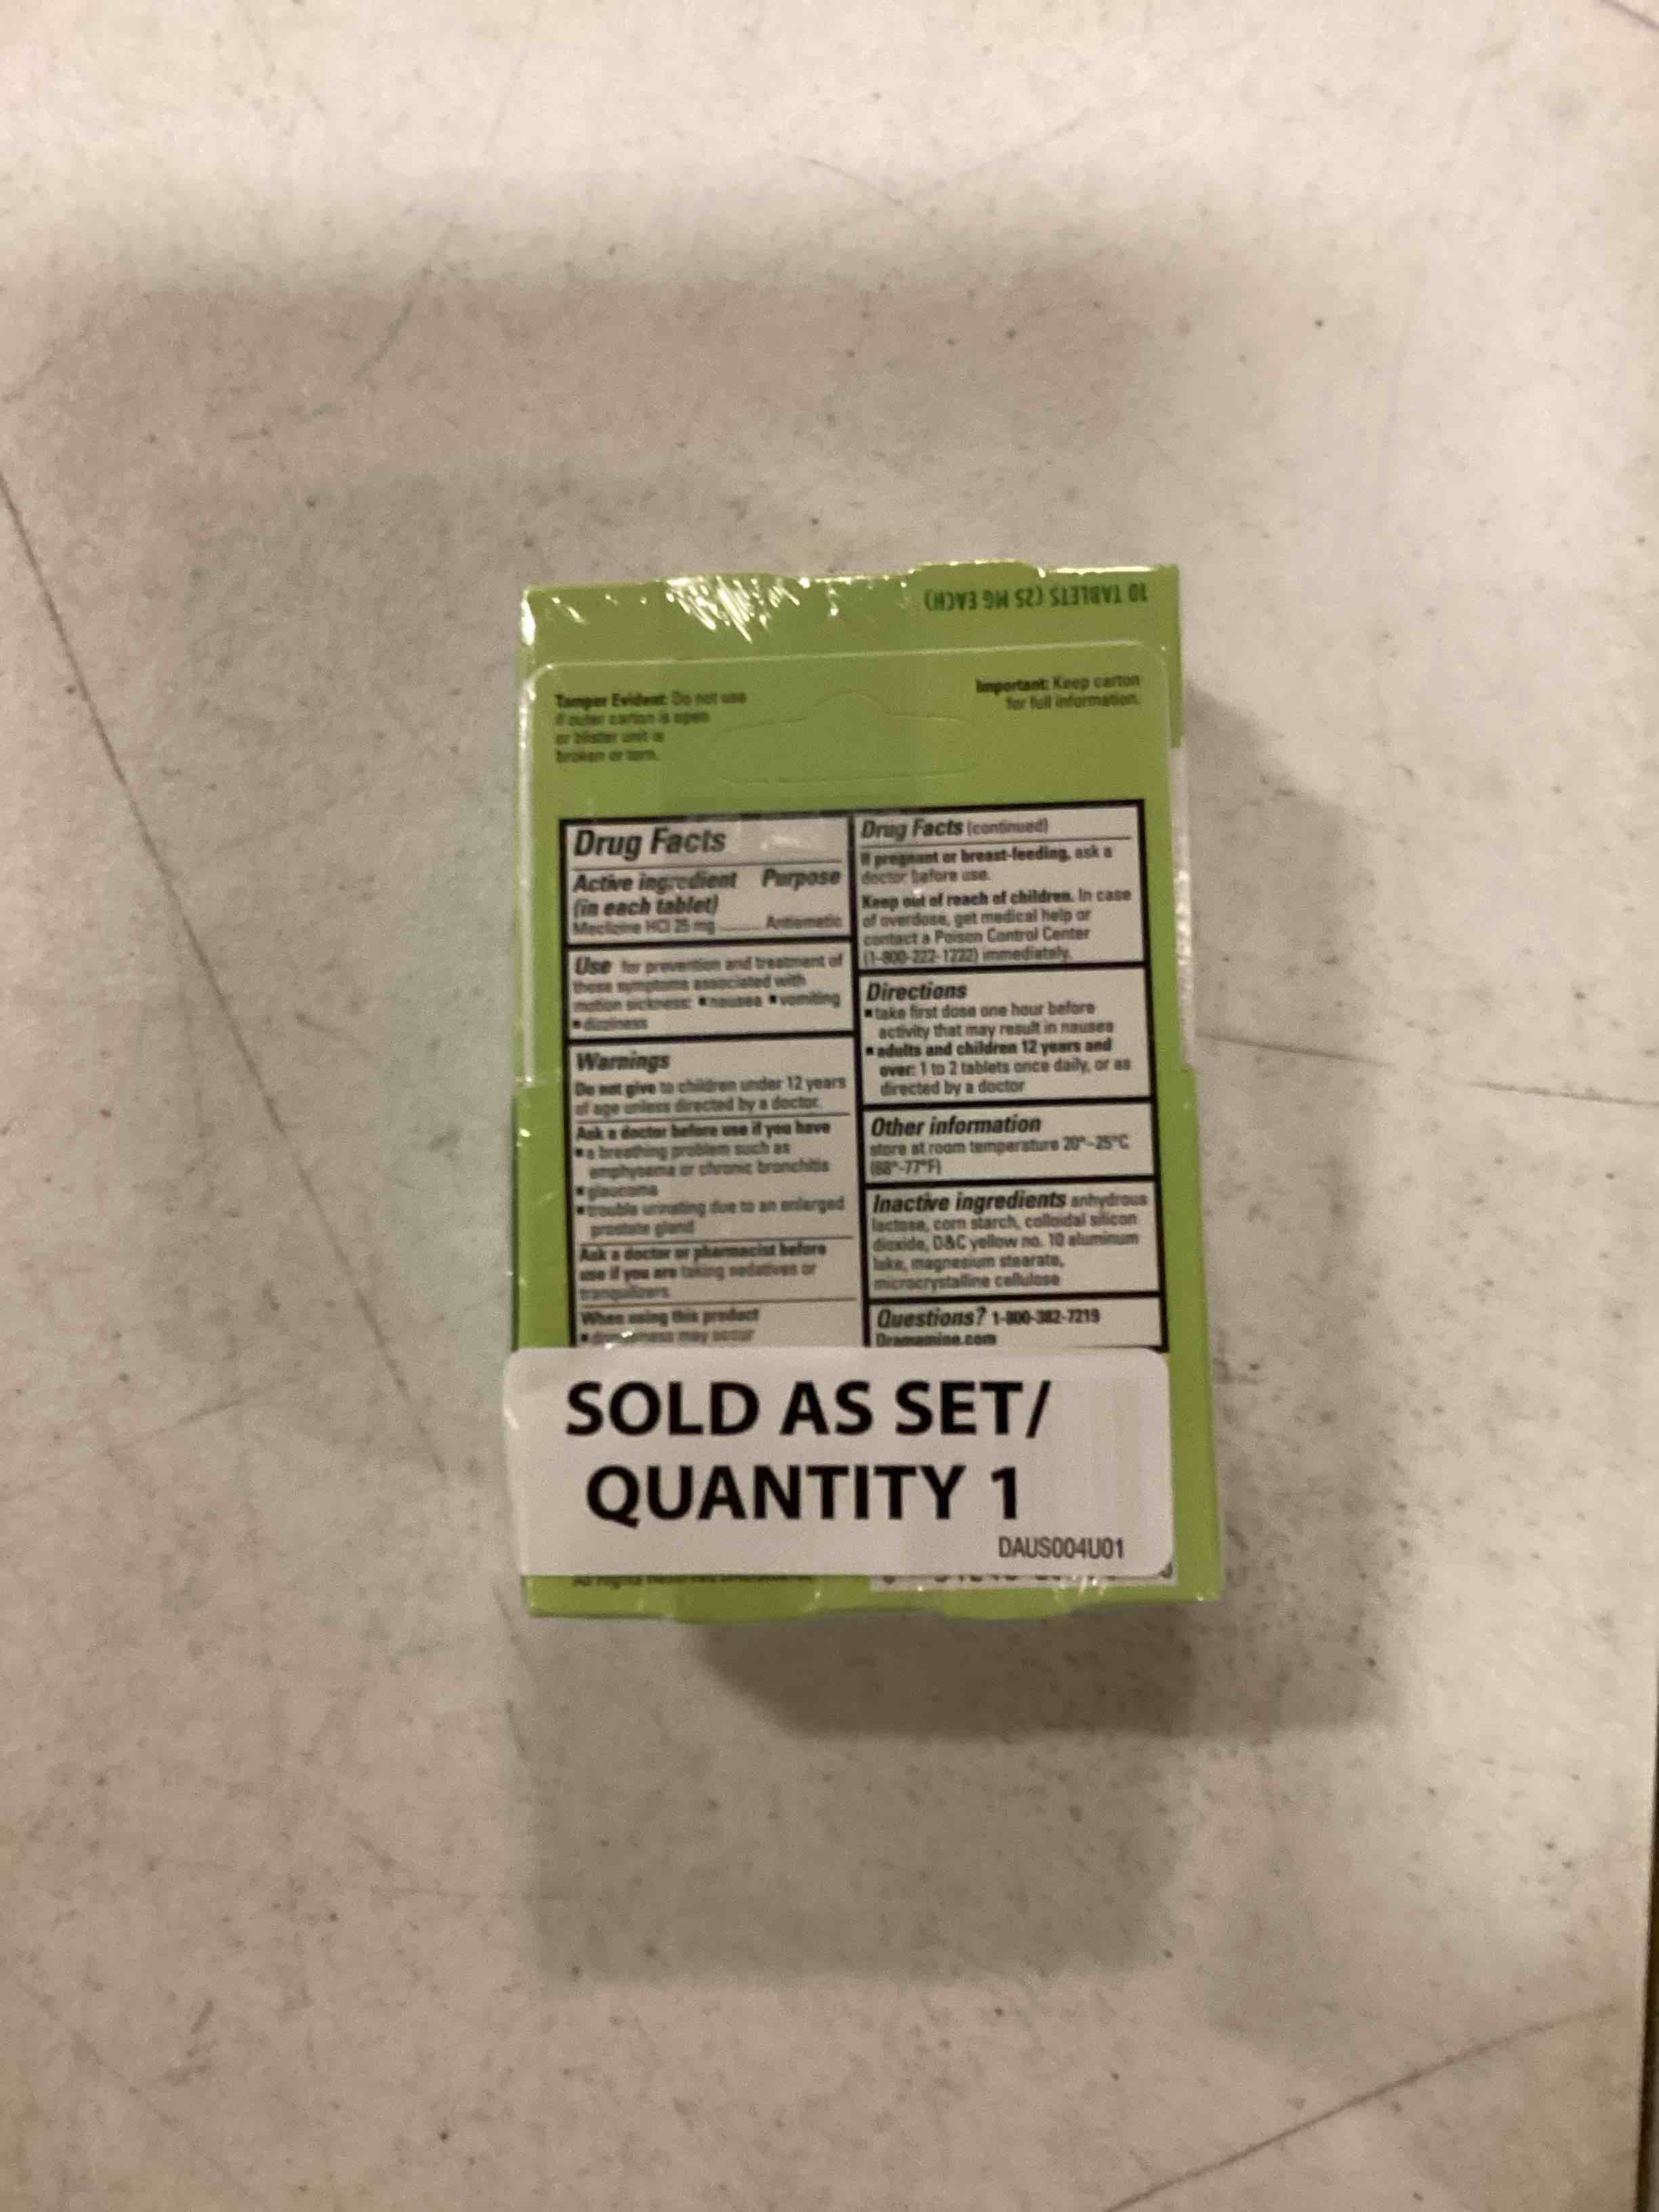 10 TABLETS (25 MG EACH)
Tamper Evident: Do not use
if outer carton is open
or blister unit is
broken or torn.
Important: Keep carton
for full information.
Drug Facts
Active ingredient Purpose
(in each tablet)
Meclizine HCl 25 mg ........ Antiemetic
Use for prevention and treatment of
these symptoms associated with
motion sickness: ■ nausea ■ vomiting
■ dizziness
Warnings
Do not give to children under 12 years
of age unless directed by a doctor.
Ask a doctor before use if you have
■ a breathing problem such as
emphysema or chronic bronchitis
■ glaucoma
■ trouble urinating due to an enlarged
prostate gland
Ask a doctor or pharmacist before
use if you are taking sedatives or
tranquilizers
When using this product
■ drowsiness may occur
Drug Facts (continued)
If pregnant or breast-feeding, ask a
doctor before use.
Keep out of reach of children. In case
of overdose, get medical help or
contact a Poison Control Center
(1-800-222-1222) immediately.
Directions
■ take first dose one hour before
activity that may result in nausea
■ adults and children 12 years and
over: 1 to 2 tablets once daily, or as
directed by a doctor
Other information
store at room temperature 20°-25°C
(68°-77°F)
Inactive ingredients anhydrous
lactose, corn starch, colloidal silicon
dioxide, D&C yellow no. 10 aluminum
lake, magnesium stearate,
microcrystalline cellulose
Questions? 1-800-382-7219
Dramamine.com
SOLD AS SET/
QUANTITY 1
DAUS004U01